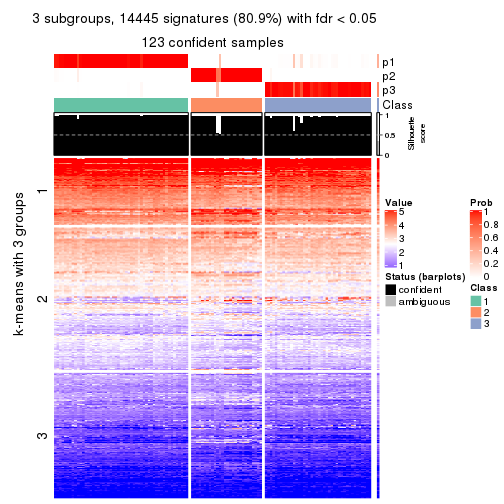 3 subgroups, 14445 signatures (80.9%) with fdr < 0.05
123 confident samples
p1
p2
p3
Class
1
0.5
0
Silhouette
score
k-means with 3 groups
1
2
3
Value
5
4
3
2
1
Status (barplots)
confident
ambiguous
Prob
1
0.8
0.6
0.4
0.2
0
Class
1
2
3